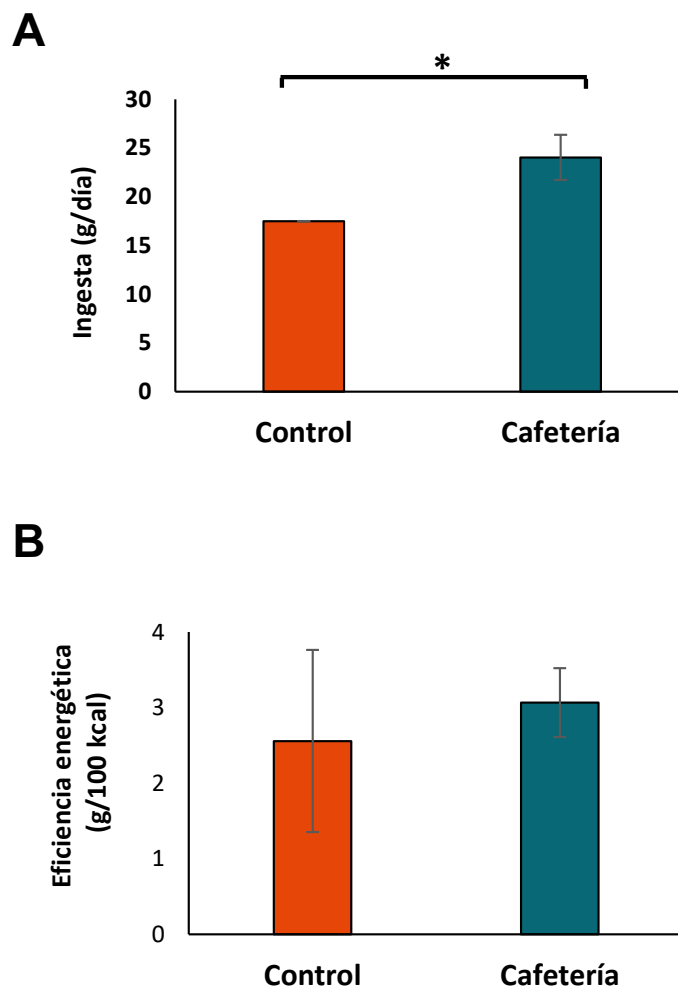 A
*
30
25
20
15
10
5
0
Ingesta (g/día)
Control
Cafetería
B
4
3
2
1
0
Eficiencia energética
(g/100 kcal)
Control
Cafetería